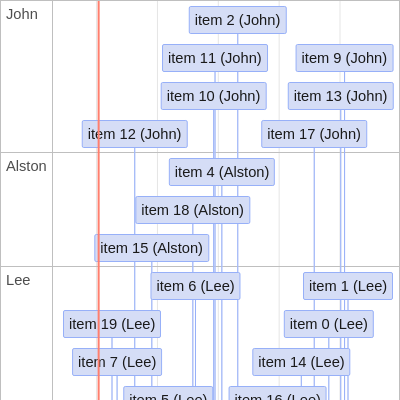 John
item 2 (John)
item 11 (John)
item 9 (John)
item 10 (John)
item 13 (John)
item 12 (John)
item 17 (John)
Alston
item 4 (Alston)
item 18 (Alston)
item 15 (Alston)
Lee
item 6 (Lee)
item 1 (Lee)
item 19 (Lee)
item 0 (Lee)
item 7 (Lee)
item 14 (Lee)
item 5 (Lee)
item 16 (Lee)